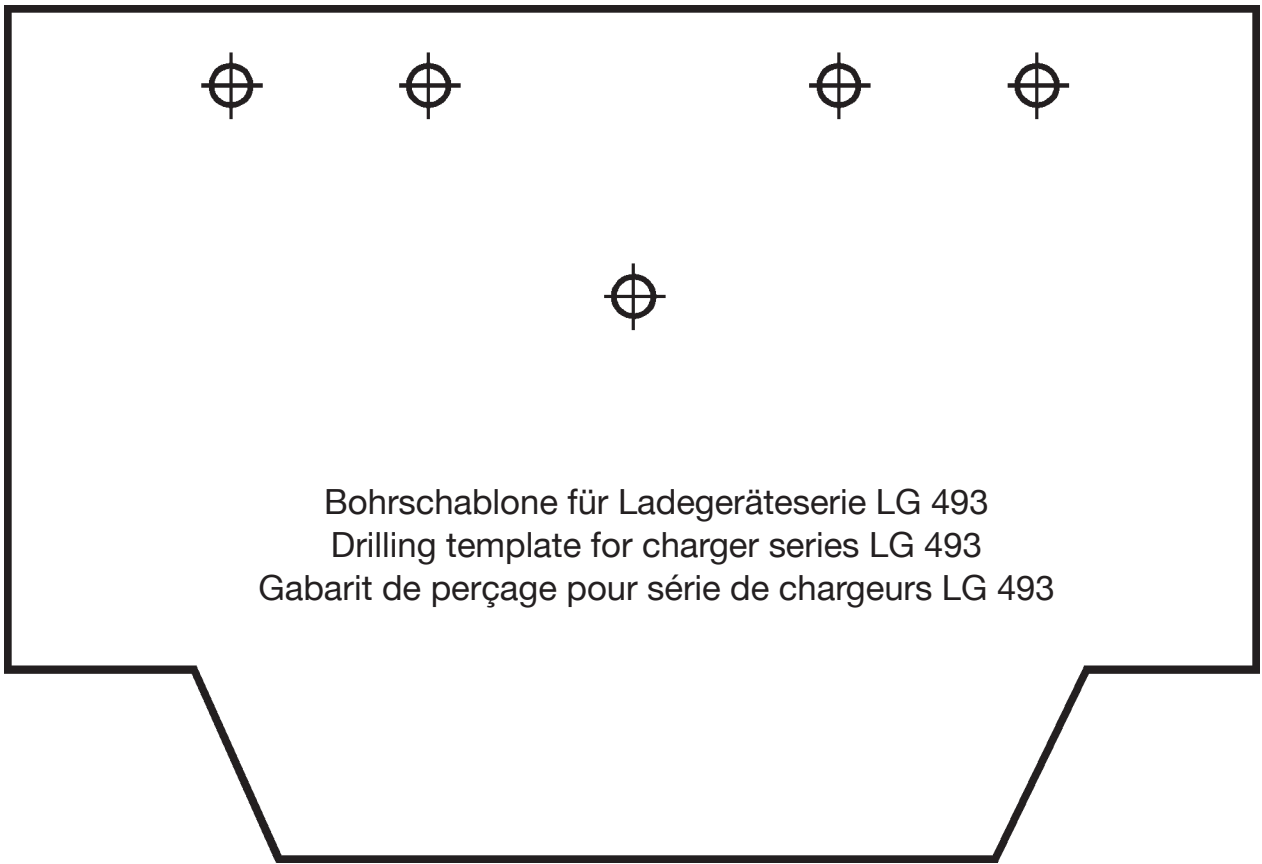 Bohrschablone für Ladegeräteserie LG 493
Drilling template for charger series LG 493
Gabarit de perçage pour série de chargeurs LG 493